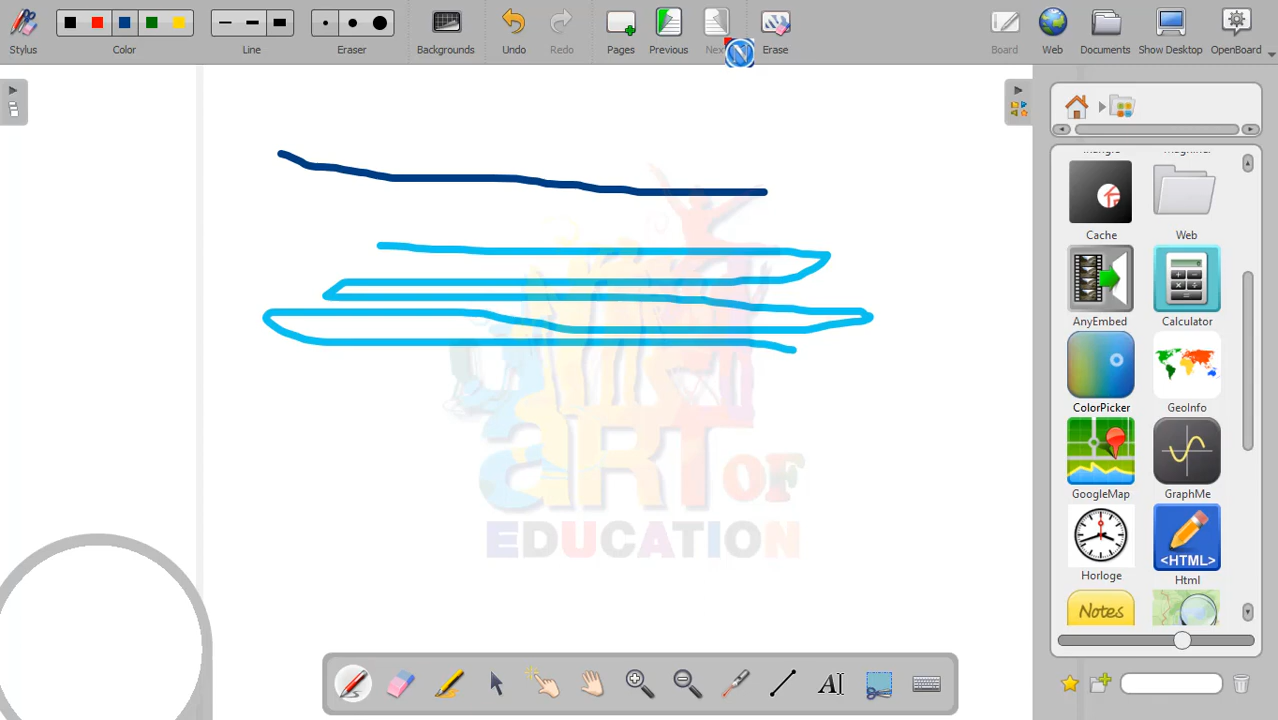 Stylus Color Line Eraser Backgrounds Undo Redo Pages Previous Erase Board Web Documents Show Desktop OpenBoard
N
Cache Web
AnyEmbed Calculator
ColorPicker GeoInfo
GoogleMap GraphMe
<HTML>
Horloge Html
Notes
ART OF
EDUCATION
AI